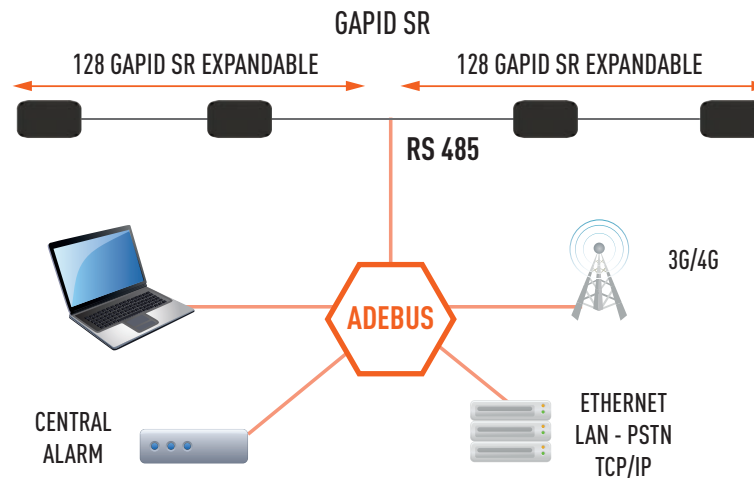 GAPID SR
128 GAPID SR EXPANDABLE
128 GAPID SR EXPANDABLE
RS 485
3G/4G
ADEBUS
CENTRAL
ALARM
ETHERNET
LAN - PSTN
TCP/IP